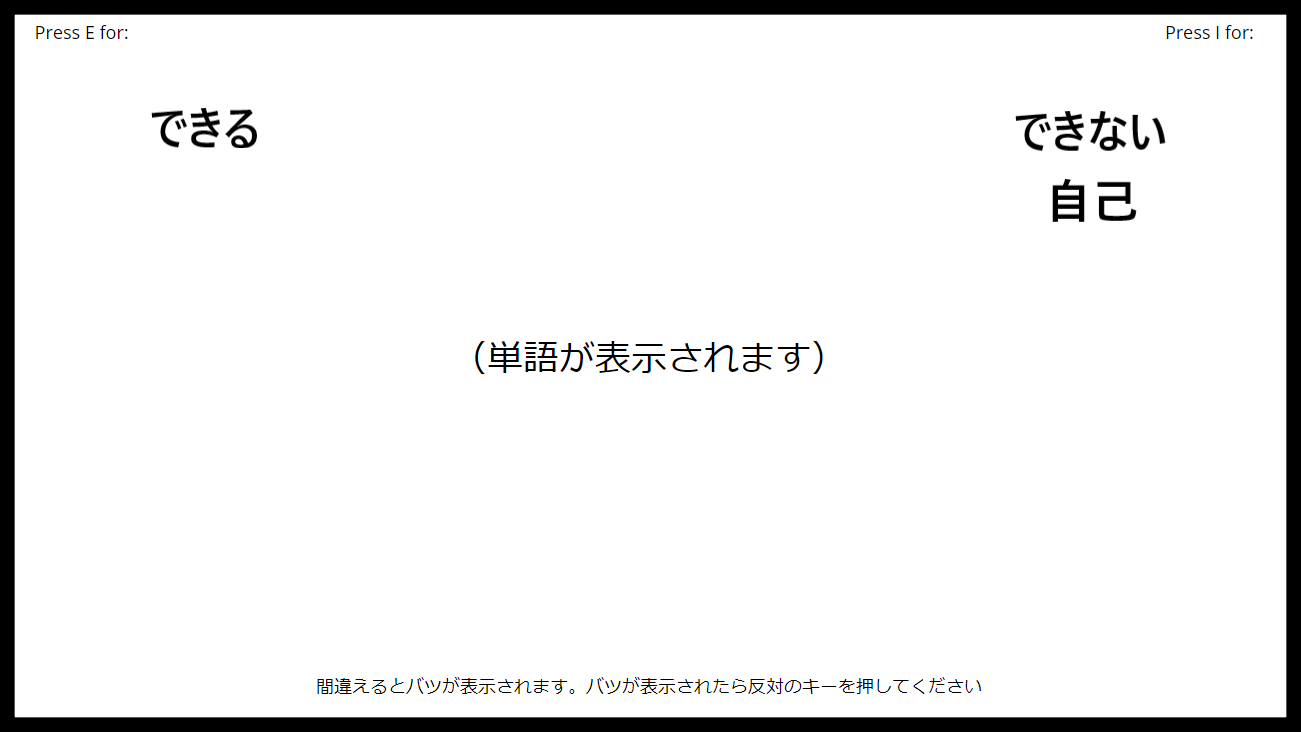 Press E for:
Press I for:
できる
できない
自己
（単語が表示されます）
間違えるとバツが表示されます。バツが表示されたら反対のキーを押してください